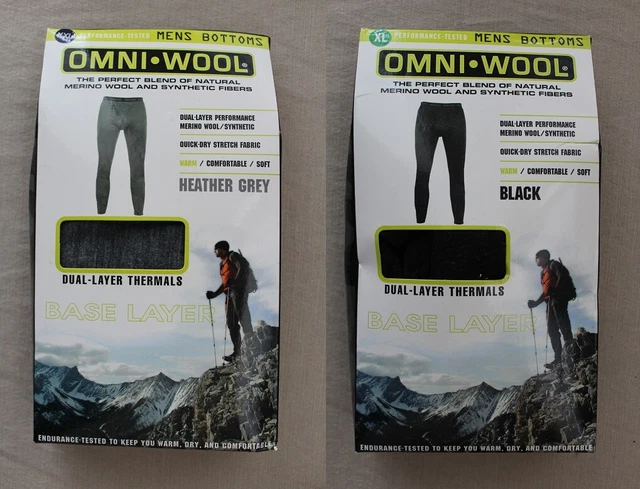 XXL PERFORMANCE-TESTED MENS BOTTOMS
OMNI•WOOL®
THE PERFECT BLEND OF NATURAL
MERINO WOOL AND SYNTHETIC FIBERS
DUAL-LAYER PERFORMANCE
MERINO WOOL/SYNTHETIC
QUICK-DRY STRETCH FABRIC
WARM / COMFORTABLE / SOFT
HEATHER GREY
DUAL-LAYER THERMALS
BASE LAYER
ENDURANCE-TESTED TO KEEP YOU WARM, DRY, AND COMFORTABLE
XL PERFORMANCE-TESTED MENS BOTTOMS
OMNI•WOOL®
THE PERFECT BLEND OF NATURAL
MERINO WOOL AND SYNTHETIC FIBERS
DUAL-LAYER PERFORMANCE
MERINO WOOL/SYNTHETIC
QUICK-DRY STRETCH FABRIC
WARM / COMFORTABLE / SOFT
BLACK
DUAL-LAYER THERMALS
BASE LAYER
ENDURANCE-TESTED TO KEEP YOU WARM, DRY, AND COMFORTABLE